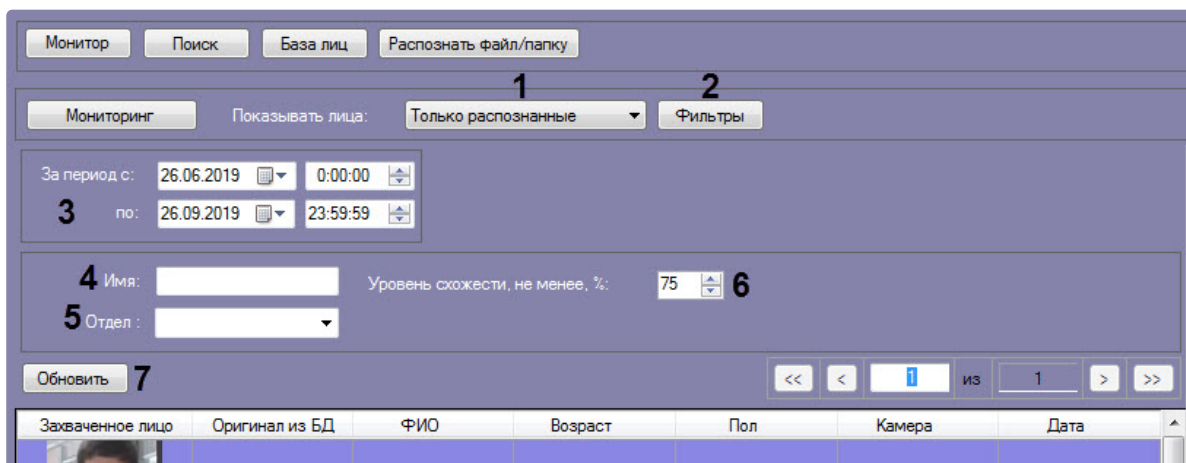 Монитор Поиск База лиц Распознать файл/папку
1 2
Мониторинг Показывать лица: Только распознанные Фильтры
За период с: 26.06.2019 0:00:00
3 по: 26.09.2019 23:59:59
4 Имя: Уровень схожести, не менее, %: 75 6
5 Отдел :
Обновить 7 << < 1 из 1 > >>
Захваченное лицо Оригинал из БД ФИО Возраст Пол Камера Дата